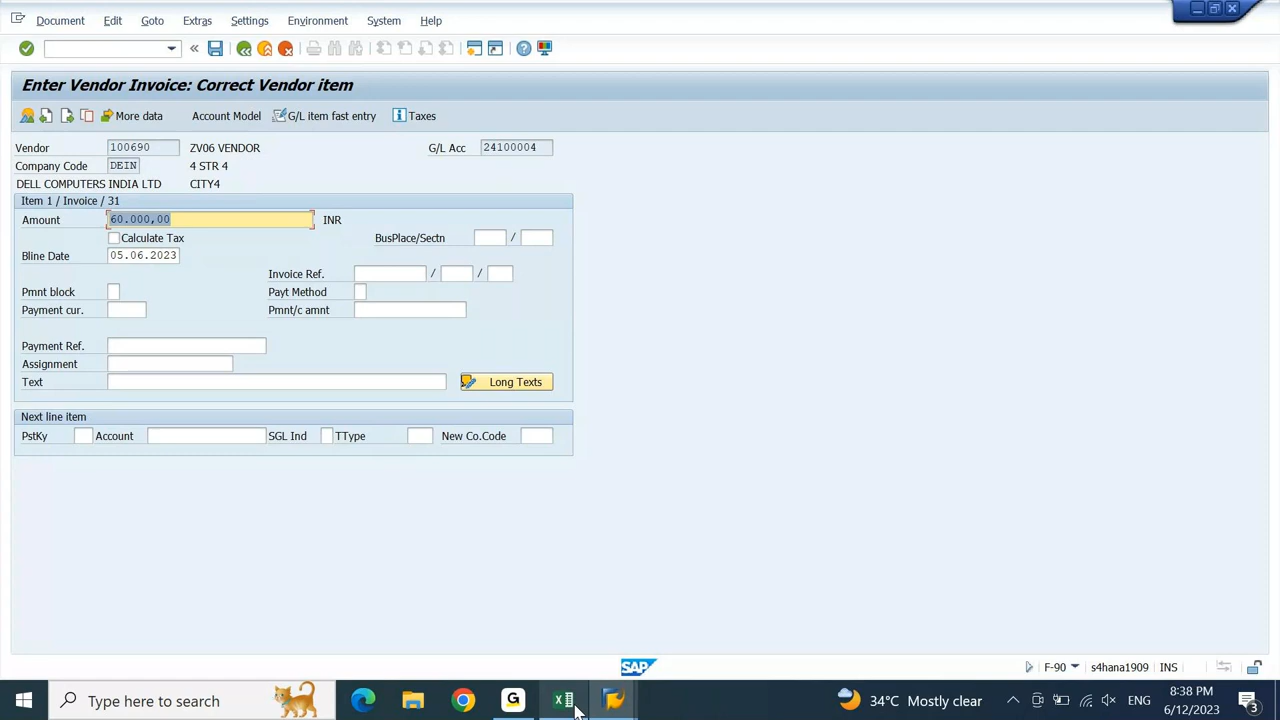 Document Edit Goto Extras Settings Environment System Help
Enter Vendor Invoice: Correct Vendor item
More data Account Model G/L item fast entry Taxes
Vendor 100690 ZV06 VENDOR G/L Acc 24100004
Company Code DEIN 4 STR 4
DELL COMPUTERS INDIA LTD CITY4
Item 1 / Invoice / 31
Amount 60.000,00 INR
Calculate Tax BusPlace/Sectn /
Bline Date 05.06.2023
Invoice Ref. / /
Pmnt block Payt Method
Payment cur. Pmnt/c amnt
Payment Ref.
Assignment
Text Long Texts
Next line item
PstKy Account SGL Ind TType New Co.Code
SAP F-90 s4hana1909 INS
Type here to search G 34°C Mostly clear ENG 8:38 PM
6/12/2023 3